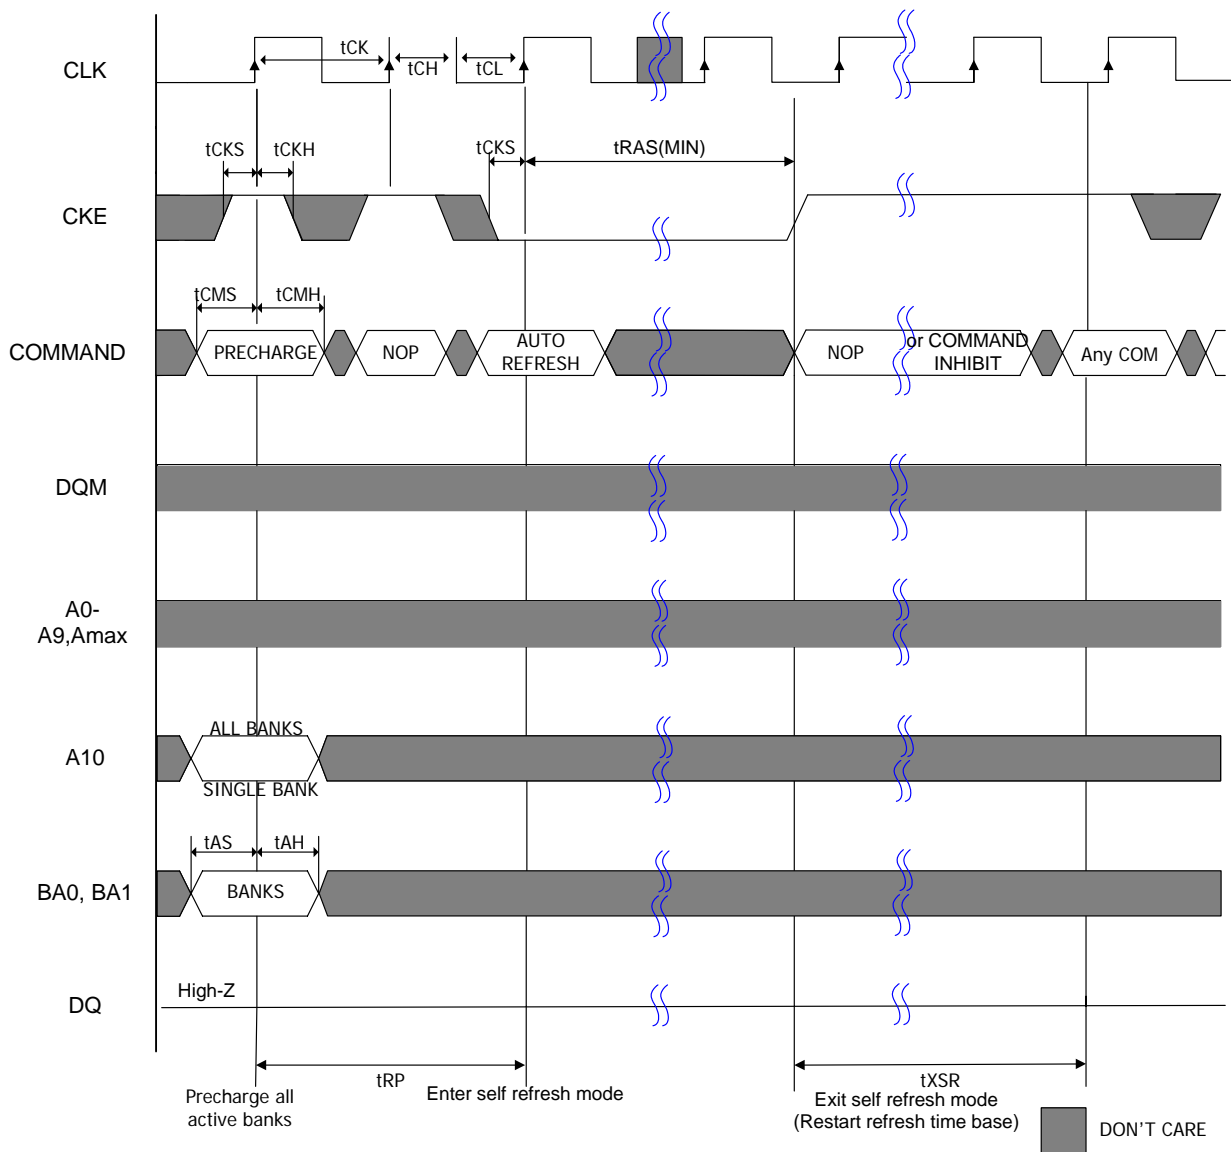 tCK
CLK
tCH
tCL
tCKS
tCKH
tCKS
tRAS(MIN)
CKE
tCMS
tCMH
COMMAND
PRECHARGE
NOP
AUTO
REFRESH
NOP
or COMMAND
INHIBIT
Any COM
DQM
A0-
A9,Amax
ALL BANKS
A10
SINGLE BANK
tAS
tAH
BA0, BA1
BANKS
High-Z
DQ
tRP
tXSR
Precharge all
active banks
Enter self refresh mode
Exit self refresh mode
(Restart refresh time base)
DON'T CARE